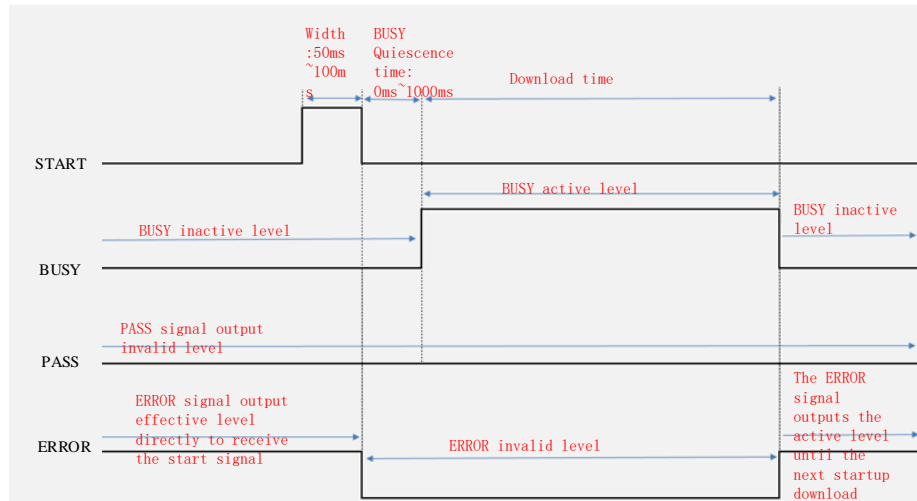 Width
:50ms
~100m
s
BUSY
Quiescence
time:
0ms~1000ms
Download time
START
BUSY active level
BUSY inactive level
BUSY inactive
level
BUSY
PASS signal output
invalid level
PASS
ERROR signal output
effective level
directly to receive
the start signal
ERROR
ERROR invalid level
The ERROR
signal
outputs the
active level
until the
next startup
download